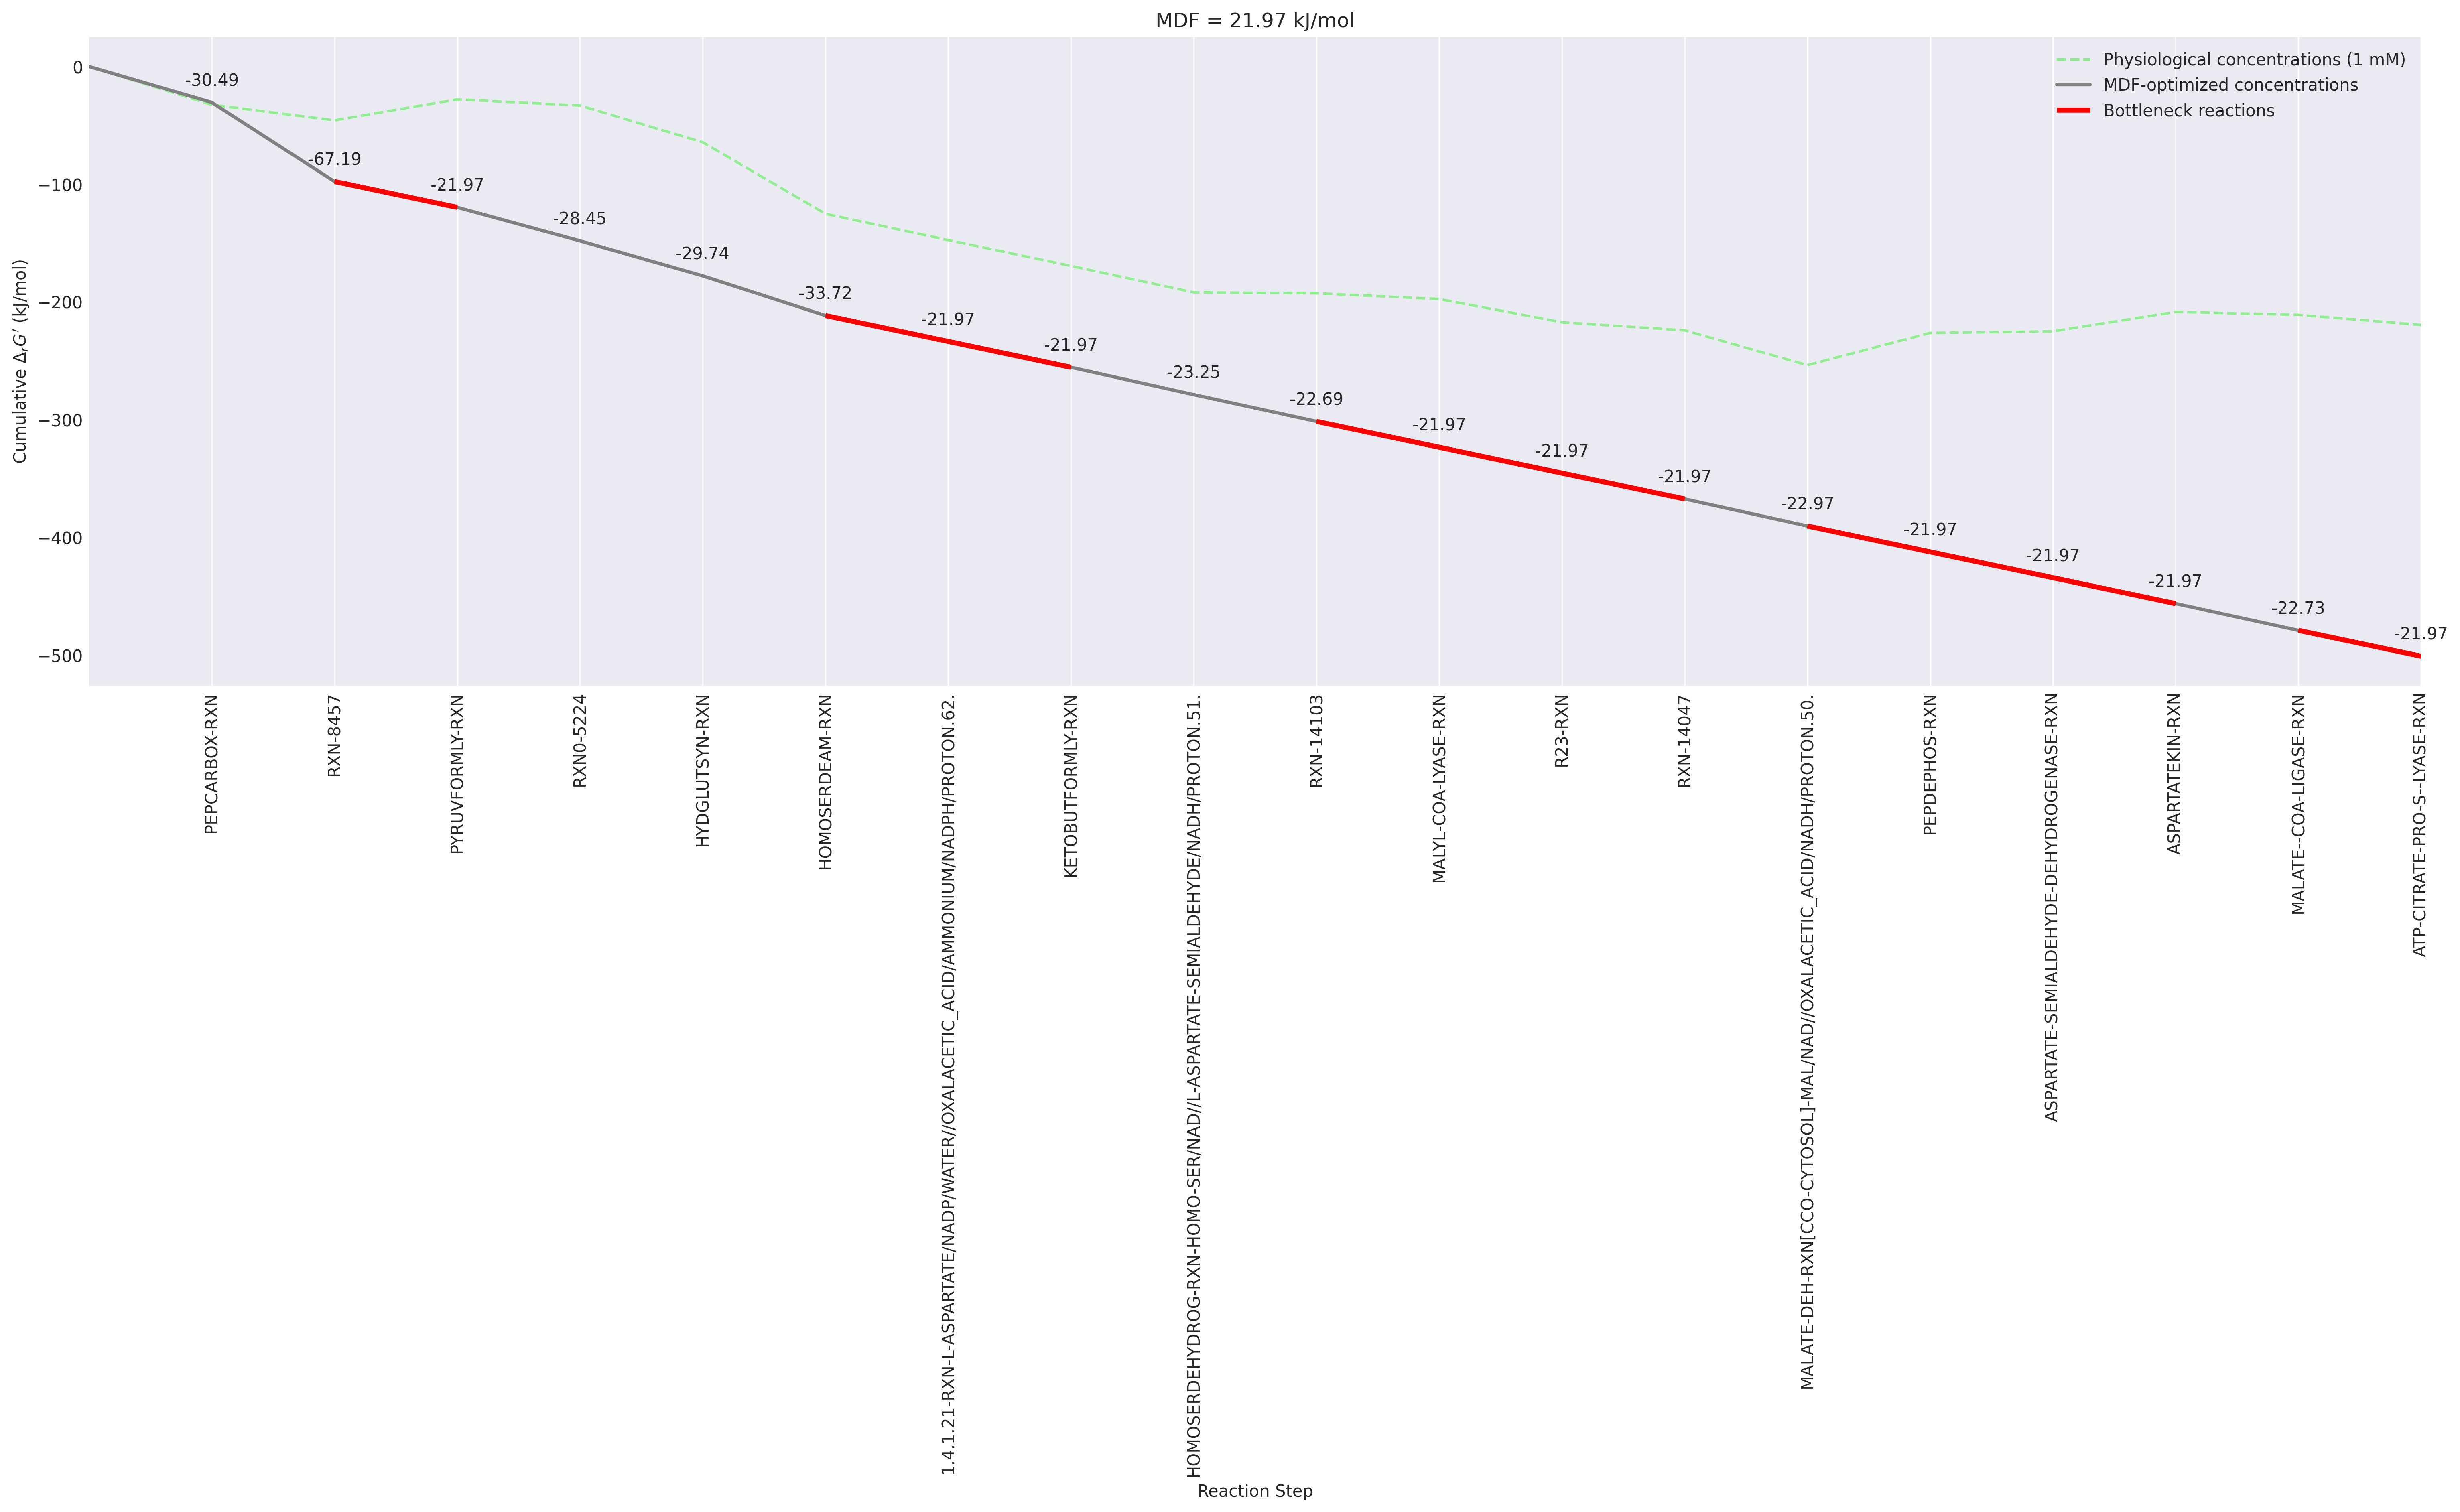 MDF = 21.97 kJ/mol
Physiological concentrations (1 mM)
MDF-optimized concentrations
Bottleneck reactions
Cumulative ΔrG′ (kJ/mol)
0
−100
−200
−300
−400
−500
-30.49
-67.19
-21.97
-28.45
-29.74
-33.72
-21.97
-21.97
-23.25
-22.69
-21.97
-21.97
-21.97
-22.97
-21.97
-21.97
-21.97
-22.73
-21.97
PEPCARBOX-RXN
RXN-8457
PYRUVFORMLY-RXN
RXN0-5224
HYDGLUTSYN-RXN
HOMOSERDEAM-RXN
1.4.1.21-RXN-L-ASPARTATE/NADP/WATER//OXALACETIC_ACID/AMMONIUM/NADPH/PROTON.62.
KETOBUTFORMLY-RXN
HOMOSERDEHYDROG-RXN-HOMO-SER/NAD//L-ASPARTATE-SEMIALDEHYDE/NADH/PROTON.51.
RXN-14103
MALYL-COA-LYASE-RXN
R23-RXN
RXN-14047
MALATE-DEH-RXN[CCO-CYTOSOL]-MAL/NAD//OXALACETIC_ACID/NADH/PROTON.50.
PEPDEPHOS-RXN
ASPARTATE-SEMIALDEHYDE-DEHYDROGENASE-RXN
ASPARTATEKIN-RXN
MALATE--COA-LIGASE-RXN
ATP-CITRATE-PRO-S--LYASE-RXN
Reaction Step